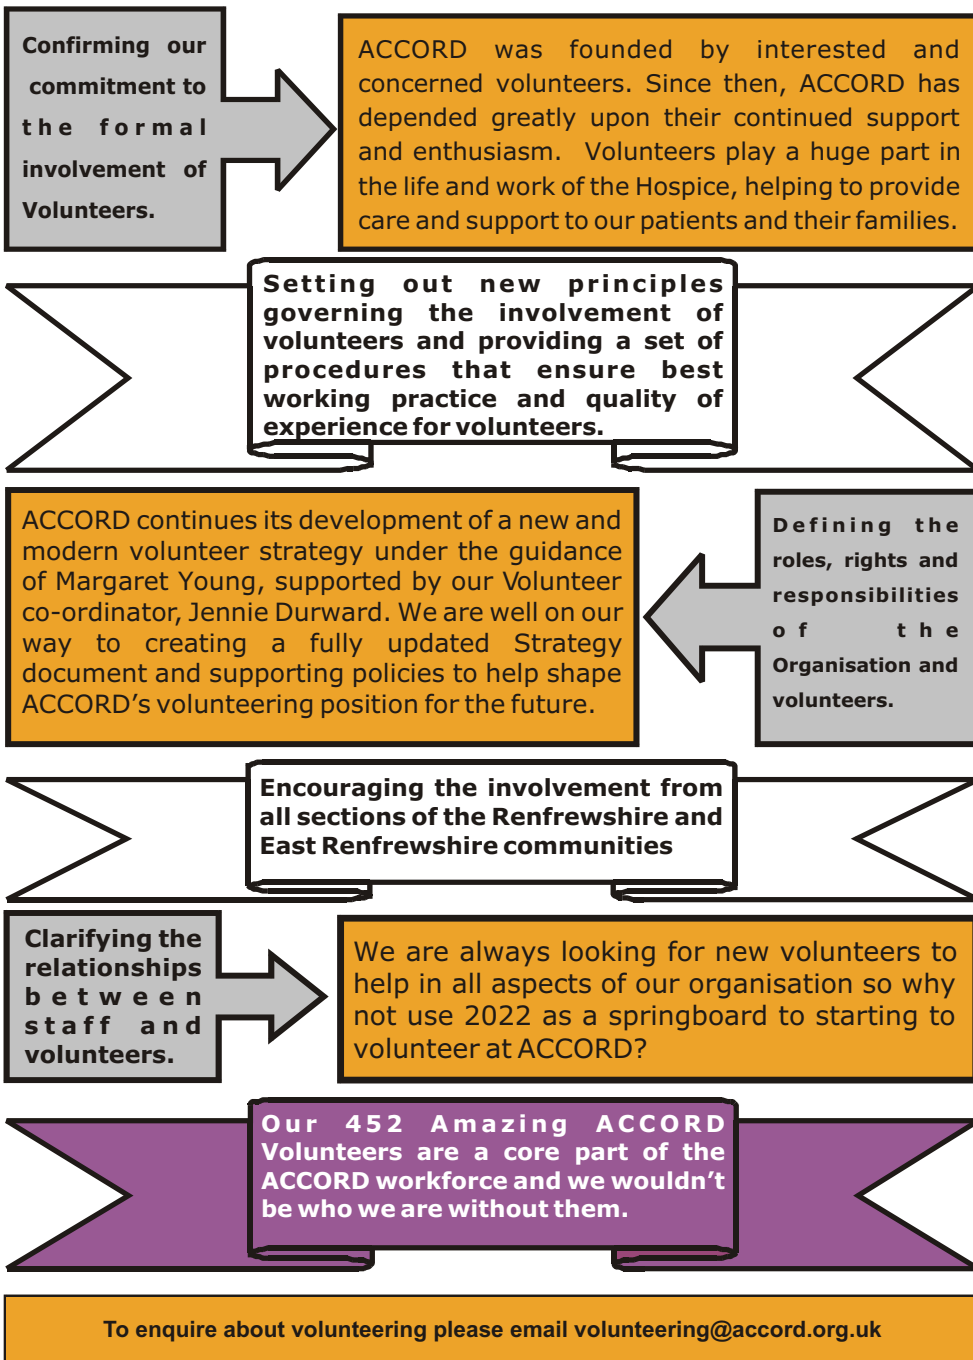 Confirming our
commitment to
the formal
involvement of
Volunteers.
ACCORD was founded by interested and
concerned volunteers. Since then, ACCORD has
depended greatly upon their continued support
and enthusiasm. Volunteers play a huge part in
the life and work of the Hospice, helping to provide
care and support to our patients and their families.
Setting out new principles
governing the involvement of
volunteers and providing a set of
procedures that ensure best
working practice and quality of
experience for volunteers.
ACCORD continues its development of a new and
modern volunteer strategy under the guidance
of Margaret Young, supported by our Volunteer
co-ordinator, Jennie Durward. We are well on our
way to creating a fully updated Strategy
document and supporting policies to help shape
ACCORD’s volunteering position for the future.
Defining the
roles, rights and
responsibilities
of the
Organisation and
volunteers.
Encouraging the involvement from
all sections of the Renfrewshire and
East Renfrewshire communities
Clarifying the
relationships
between
staff and
volunteers.
We are always looking for new volunteers to
help in all aspects of our organisation so why
not use 2022 as a springboard to starting to
volunteer at ACCORD?
Our 452 Amazing ACCORD
Volunteers are a core part of the
ACCORD workforce and we wouldn’t
be who we are without them.
To enquire about volunteering please email volunteering@accord.org.uk